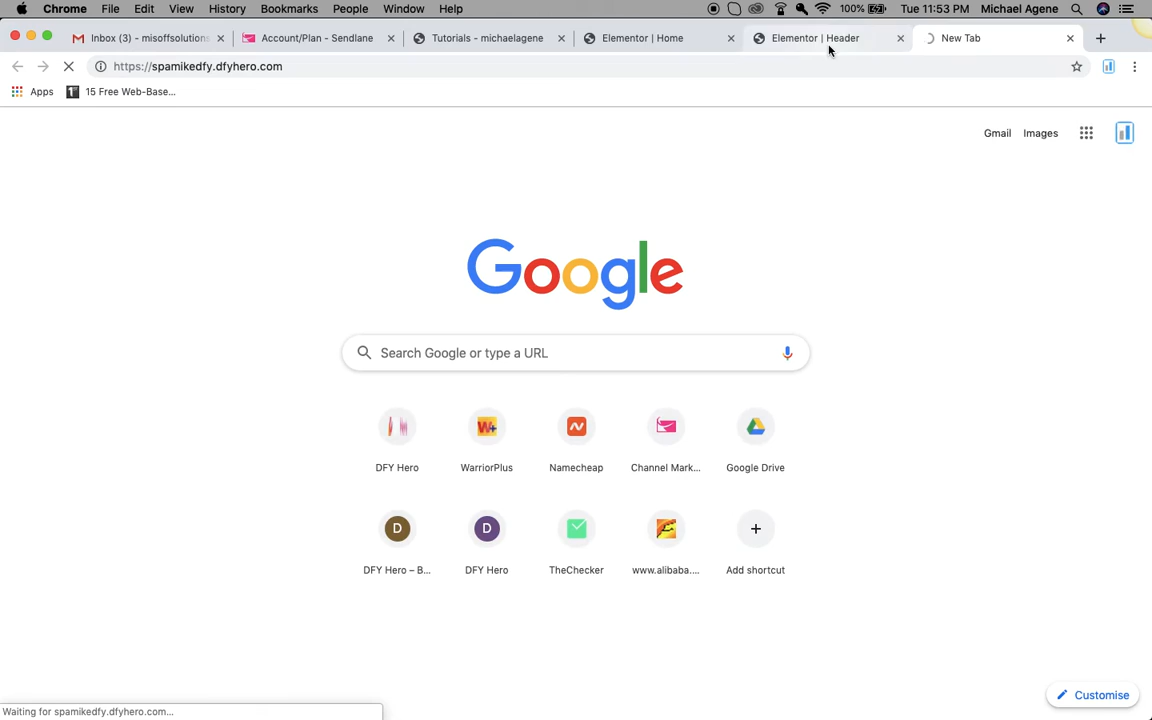 Chrome File Edit View History Bookmarks People Window Help 100% Tue 11:53 PM Michael Agene
Inbox (3) - misoffsolutions Account/Plan - Sendlane Tutorials - michaelagene Elementor | Home Elementor | Header New Tab
https://spamikedfy.dfyhero.com
Apps 15 Free Web-Base...
Gmail Images
Google
Search Google or type a URL
DFY Hero WarriorPlus Namecheap Channel Mark... Google Drive
D D
DFY Hero – B... DFY Hero TheChecker www.alibaba.... Add shortcut
Customise
Waiting for spamikedfy.dfyhero.com...